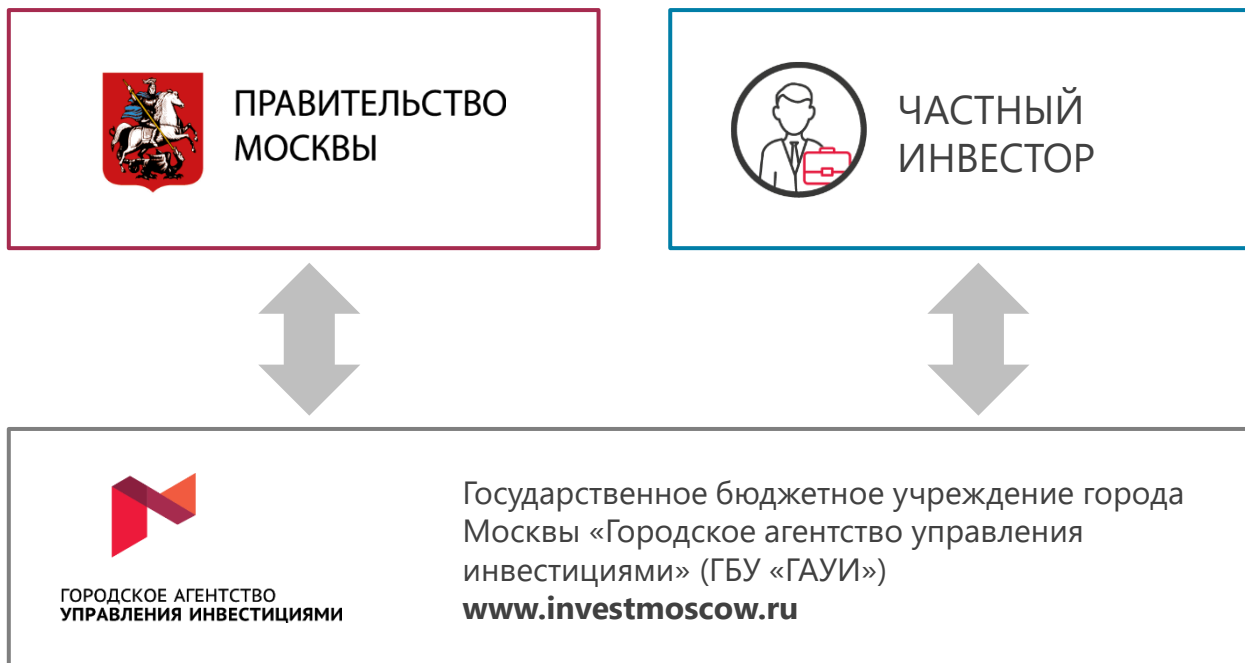 ПРАВИТЕЛЬСТВО
МОСКВЫ
ЧАСТНЫЙ
ИНВЕСТОР
ГОРОДСКОЕ АГЕНТСТВО
УПРАВЛЕНИЯ ИНВЕСТИЦИЯМИ
Государственное бюджетное учреждение города
Москвы «Городское агентство управления
инвестициями» (ГБУ «ГАУИ»)
www.investmoscow.ru